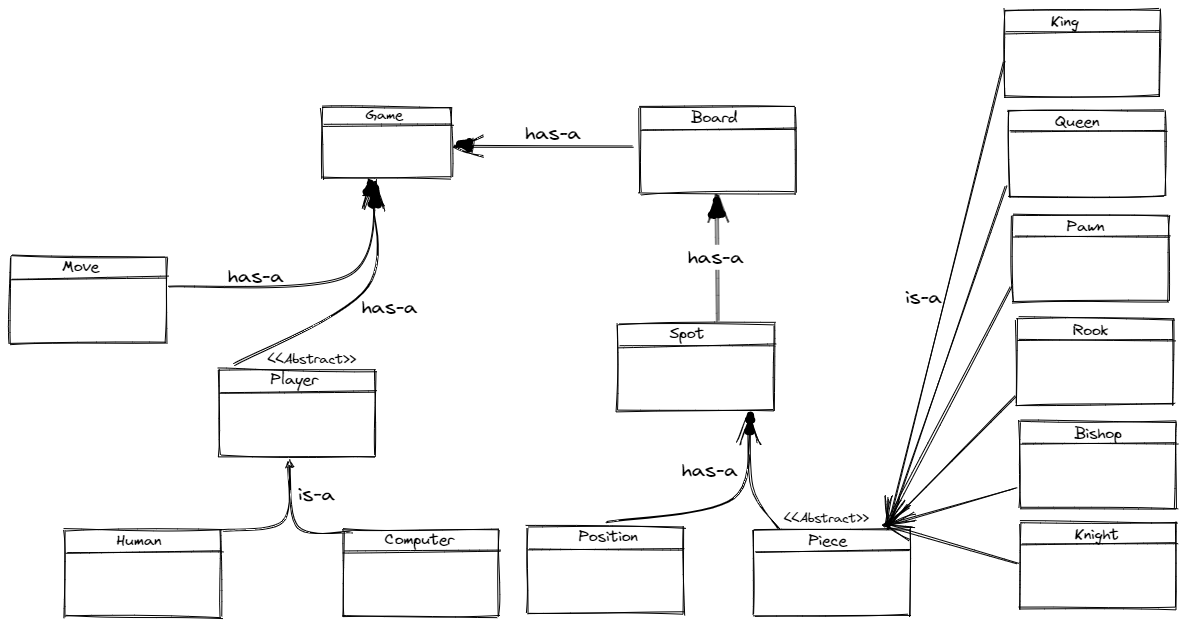 King
Game
Board
has-a
Queen
Pawn
Move
has-a
has-a
has-a
is-a
Spot
Rook
<<Abstract>>
Player
Bishop
has-a
is-a
<<Abstract>>
Human
Computer
Position
Piece
Knight